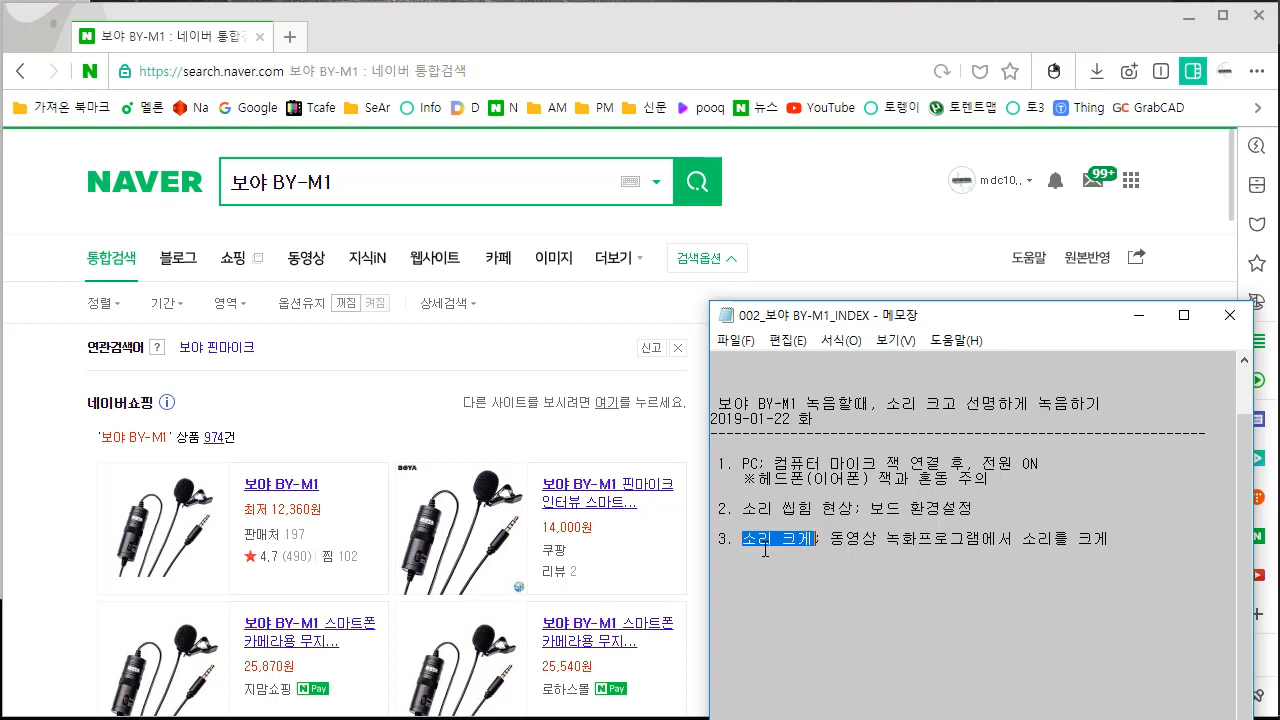 보야 BY-M1 : 네이버 통합검
https://search.naver.com 보야 BY-M1 : 네이버 통합검색
가져온 북마크 멜론 Na Google Tcafe SeAr Info D N AM PM 신문 pooq 뉴스 YouTube 토렝이 토렌트맵 토3 Thing GC GrabCAD
NAVER 보야 BY-M1 mdc10,, 99+
통합검색 블로그 쇼핑 동영상 지식iN 웹사이트 카페 이미지 더보기 검색옵션 도움말 원본반영
정렬 기간 영역 옵션유지 꺼짐 켜짐 상세검색
연관검색어 ? 보야 핀마이크 신고
네이버쇼핑 다른 사이트를 보시려면 여기를 누르세요.
'보야 BY-M1' 상품 974건
보야 BY-M1
최저 12,360원
판매처 197
4.7 (490) 찜 102
BOYA
보야 BY-M1 핀마이크
인터뷰 스마트...
14,000원
쿠팡
리뷰 2
보야 BY-M1 스마트폰
카메라용 무지...
25,870원
지맘쇼핑 N Pay
보야 BY-M1 스마트폰
카메라용 무지...
25,540원
로하스몰 N Pay
002_보야 BY-M1_INDEX - 메모장
파일(F) 편집(E) 서식(O) 보기(V) 도움말(H)
보야 BY-M1 녹음할때, 소리 크고 선명하게 녹음하기
2019-01-22 화
--------------------------------------------------------------
1. PC; 컴퓨터 마이크 잭 연결 후, 전원 ON
※헤드폰(이어폰) 잭과 혼동 주의
2. 소리 씹힘 현상; 보드 환경설정
3. 소리 크게; 동영상 녹화프로그램에서 소리를 크게